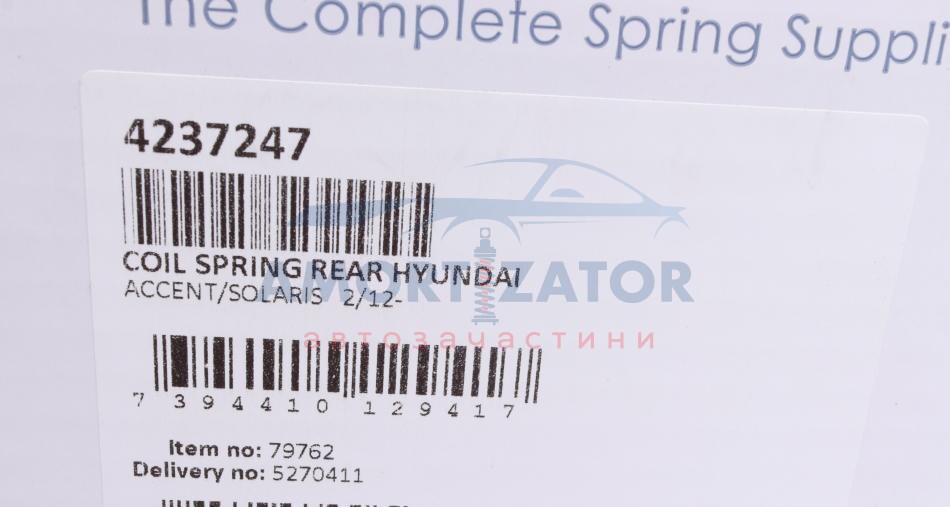 The Complete Spring
4237247
COIL SPRING REAR HYUNDAI
ACCENT/SOLARIS 2/12-
AMORTIZATOR
автозапчастини
7 394410 129417
Item no: 79762
Delivery no: 5270411